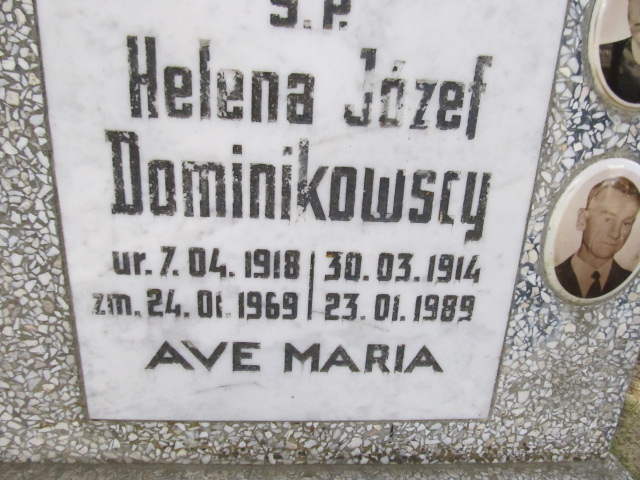 Ś.P.
Helena Józef
Dominikowscy
ur. 7. 04. 1918 | 30. 03. 1914
zm. 24. 01. 1969 | 23. 01. 1989
AVE MARIA